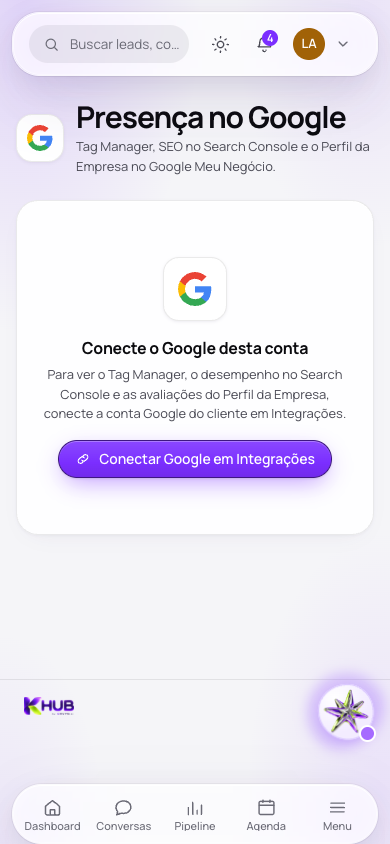 Buscar leads, co...
4
LA
Presença no Google
Tag Manager, SEO no Search Console e o Perfil da
Empresa no Google Meu Negócio.
Conecte o Google desta conta
Para ver o Tag Manager, o desempenho no Search
Console e as avaliações do Perfil da Empresa,
conecte a conta Google do cliente em Integrações.
Conectar Google em Integrações
KHUB
Dashboard
Conversas
Pipeline
Agenda
Menu